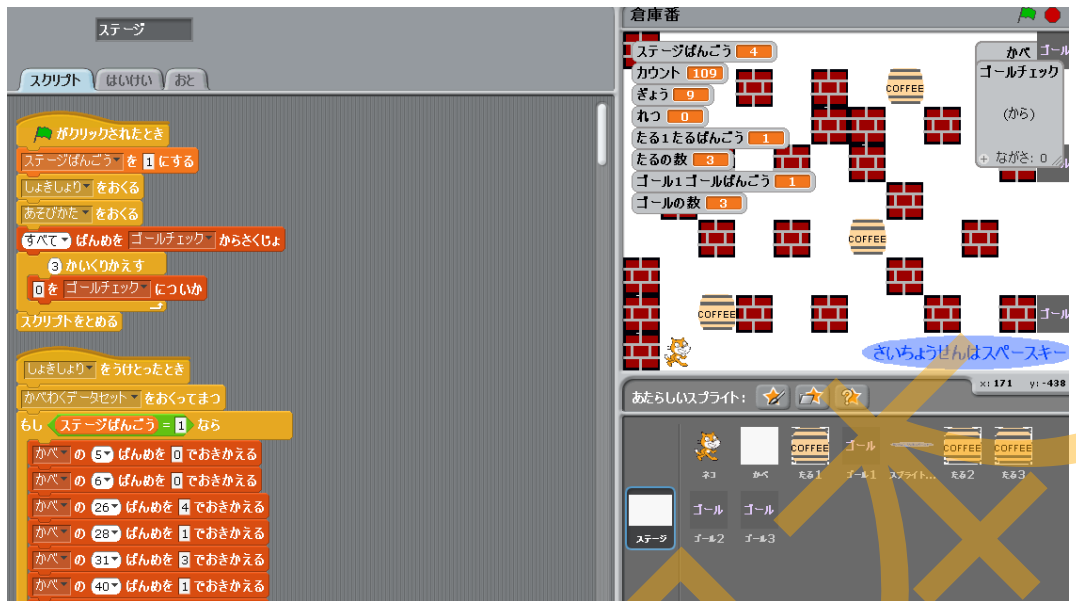 ステージ
スクリプト はいけい おと
がクリックされたとき
ステージばんごう を 1 にする
しょきしょり をおくる
あそびかた をおくる
すべて ばんめを ゴールチェック からさくじょ
3 かいくりかえす
0 を ゴールチェック についか
スクリプトをとめる
しょきしょり をうけとったとき
かべわくデータセット をおくってまつ
もし ステージばんごう = 1 なら
かべ の 5 ばんめを 0 でおきかえる
かべ の 6 ばんめを 0 でおきかえる
かべ の 26 ばんめを 4 でおきかえる
かべ の 28 ばんめを 1 でおきかえる
かべ の 31 ばんめを 3 でおきかえる
かべ の 40 ばんめを 1 でおきかえる
倉庫番
ステージばんごう 4
カウント 109
ぎょう 9
れつ 0
たる1たるばんごう 1
たるの数 3
ゴール1ゴールばんごう 1
ゴールの数 3
かべ
ゴール
ゴールチェック
(から)
+ ながさ: 0
COFFEE
COFFEE
COFFEE
ゴール
さいちょうせんはスペースキー
x: 171 y: -438
あたらしいスプライト:
COFFEE ゴール COFFEE COFFEE
ネコ かべ たる1 ゴール1 スプライト... たる2 たる3
ゴール ゴール
ステージ ゴール2 ゴール3